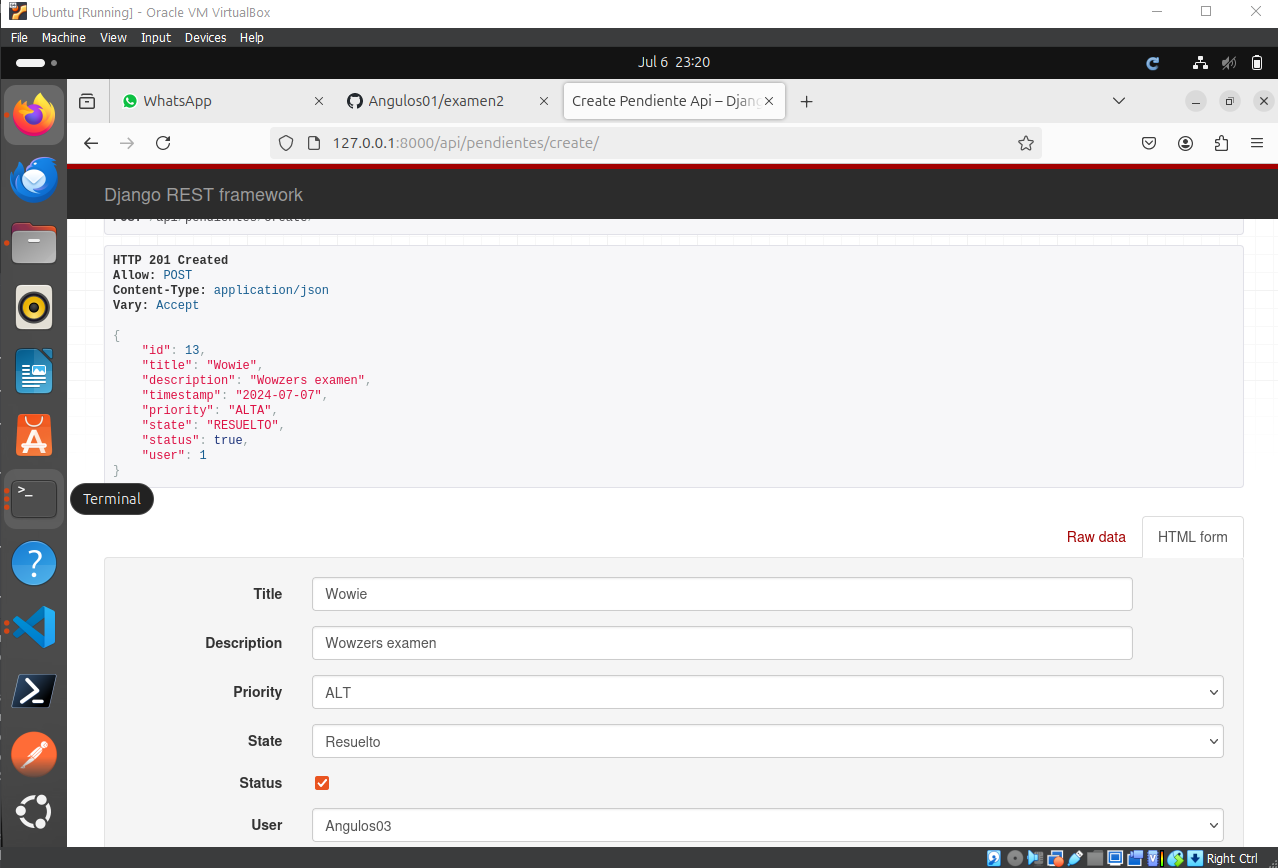 Ubuntu [Running] - Oracle VM VirtualBox
File Machine View Input Devices Help
Jul 6 23:20
WhatsApp
Angulos01/examen2
Create Pendiente Api – Djang
127.0.0.1:8000/api/pendientes/create/
Django REST framework
POST /api/pendientes/create/
HTTP 201 Created
Allow: POST
Content-Type: application/json
Vary: Accept
{
"id": 13,
"title": "Wowie",
"description": "Wowzers examen",
"timestamp": "2024-07-07",
"priority": "ALTA",
"state": "RESUELTO",
"status": true,
"user": 1
}
Terminal
Raw data
HTML form
Title
Wowie
Description
Wowzers examen
Priority
ALT
State
Resuelto
Status
User
Angulos03
Right Ctrl